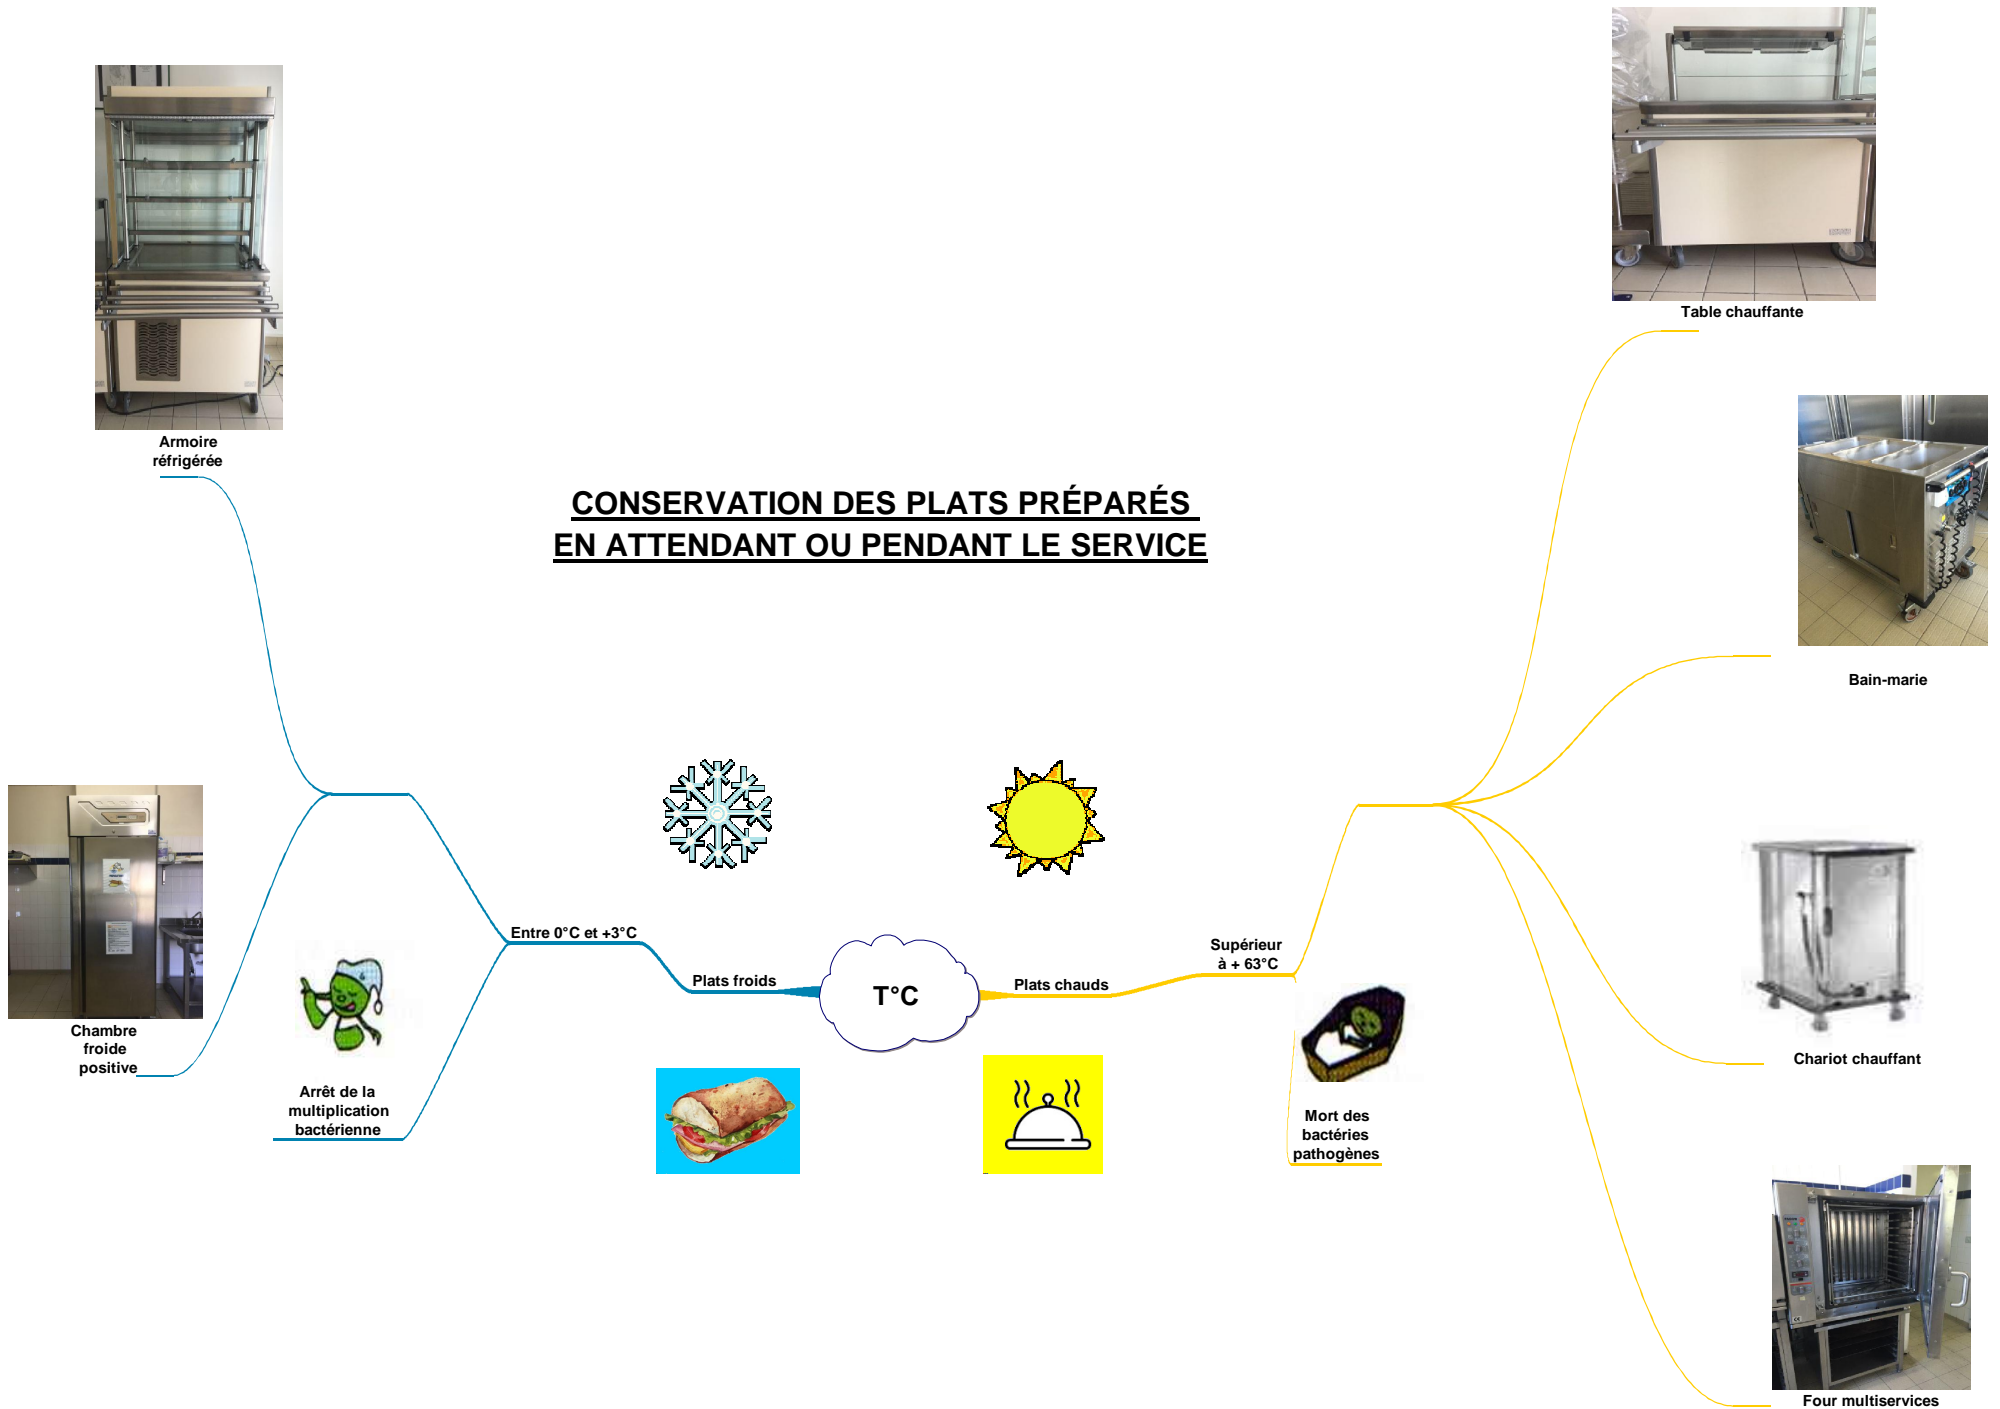 CONSERVATION DES PLATS PRÉPARÉS
EN ATTENDANT OU PENDANT LE SERVICE
T°C
Plats froids
Entre 0°C et +3°C
Armoire
réfrigérée
Chambre
froide
positive
Arrêt de la
multiplication
bactérienne
Plats chauds
Supérieur
à + 63°C
Table chauffante
Bain-marie
Chariot chauffant
Four multiservices
Mort des
bactéries
pathogènes